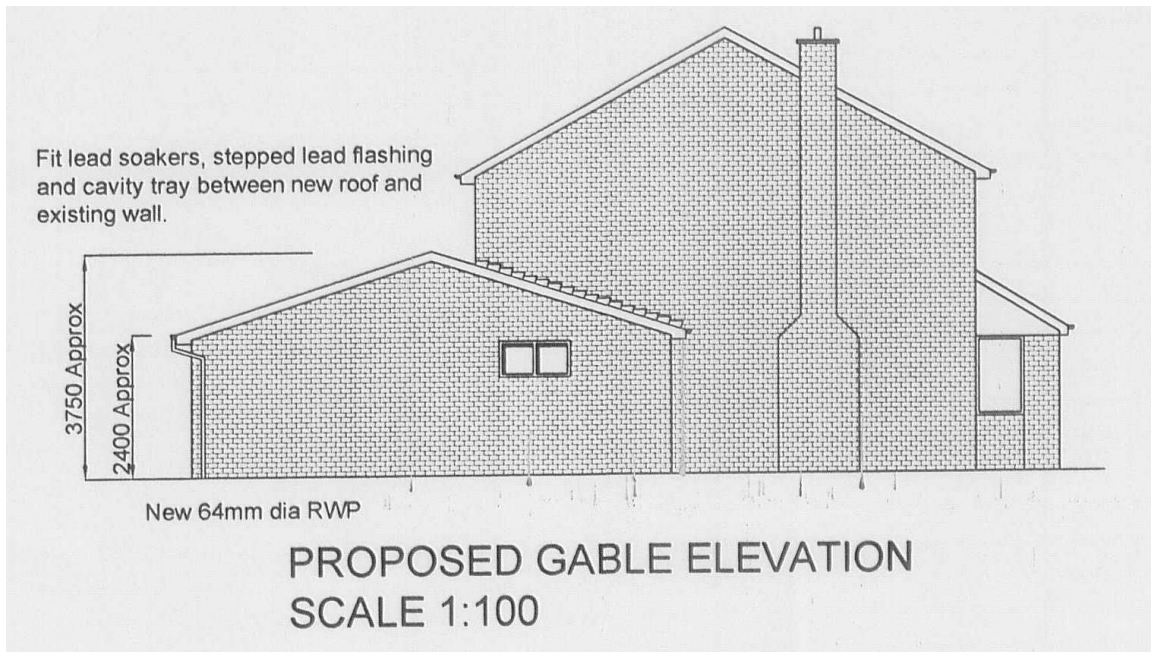 Fit lead soakers, stepped lead flashing
and cavity tray between new roof and
existing wall.
3750 Approx
2400 Approx
New 64mm dia RWP
PROPOSED GABLE ELEVATION
SCALE 1:100